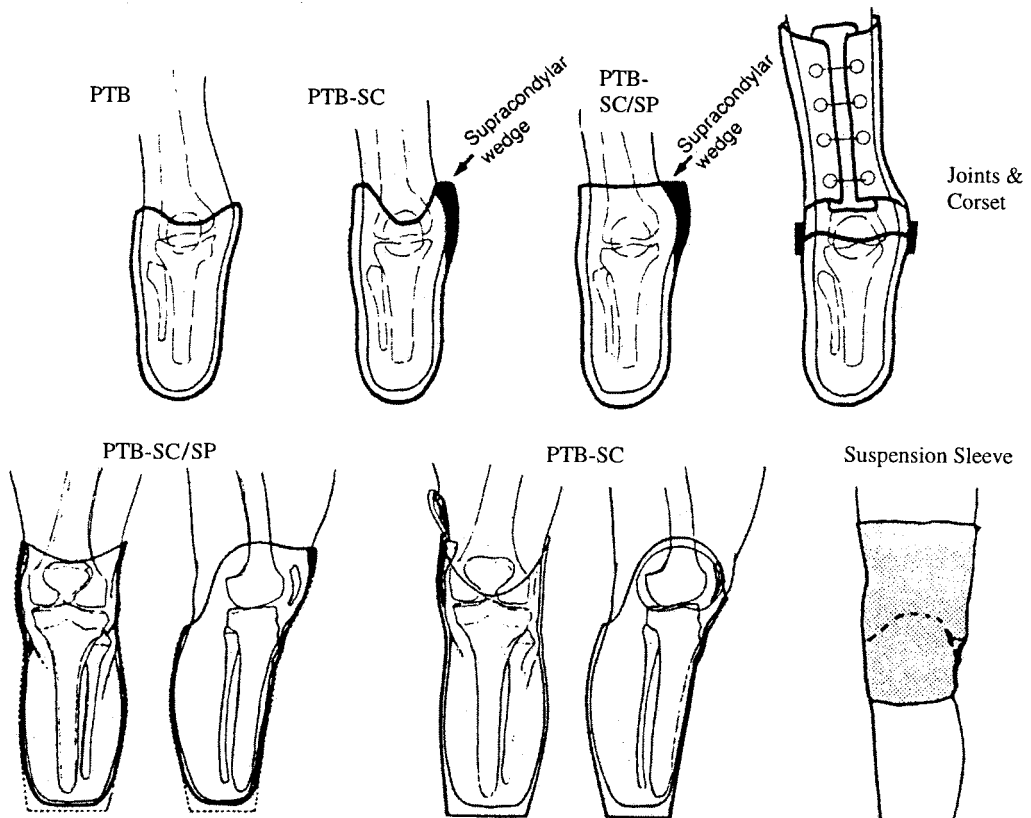 PTB
PTB-SC
Supracondylar
wedge
PTB-
SC/SP
Supracondylar
wedge
Joints &
Corset
PTB-SC/SP
PTB-SC
Suspension Sleeve